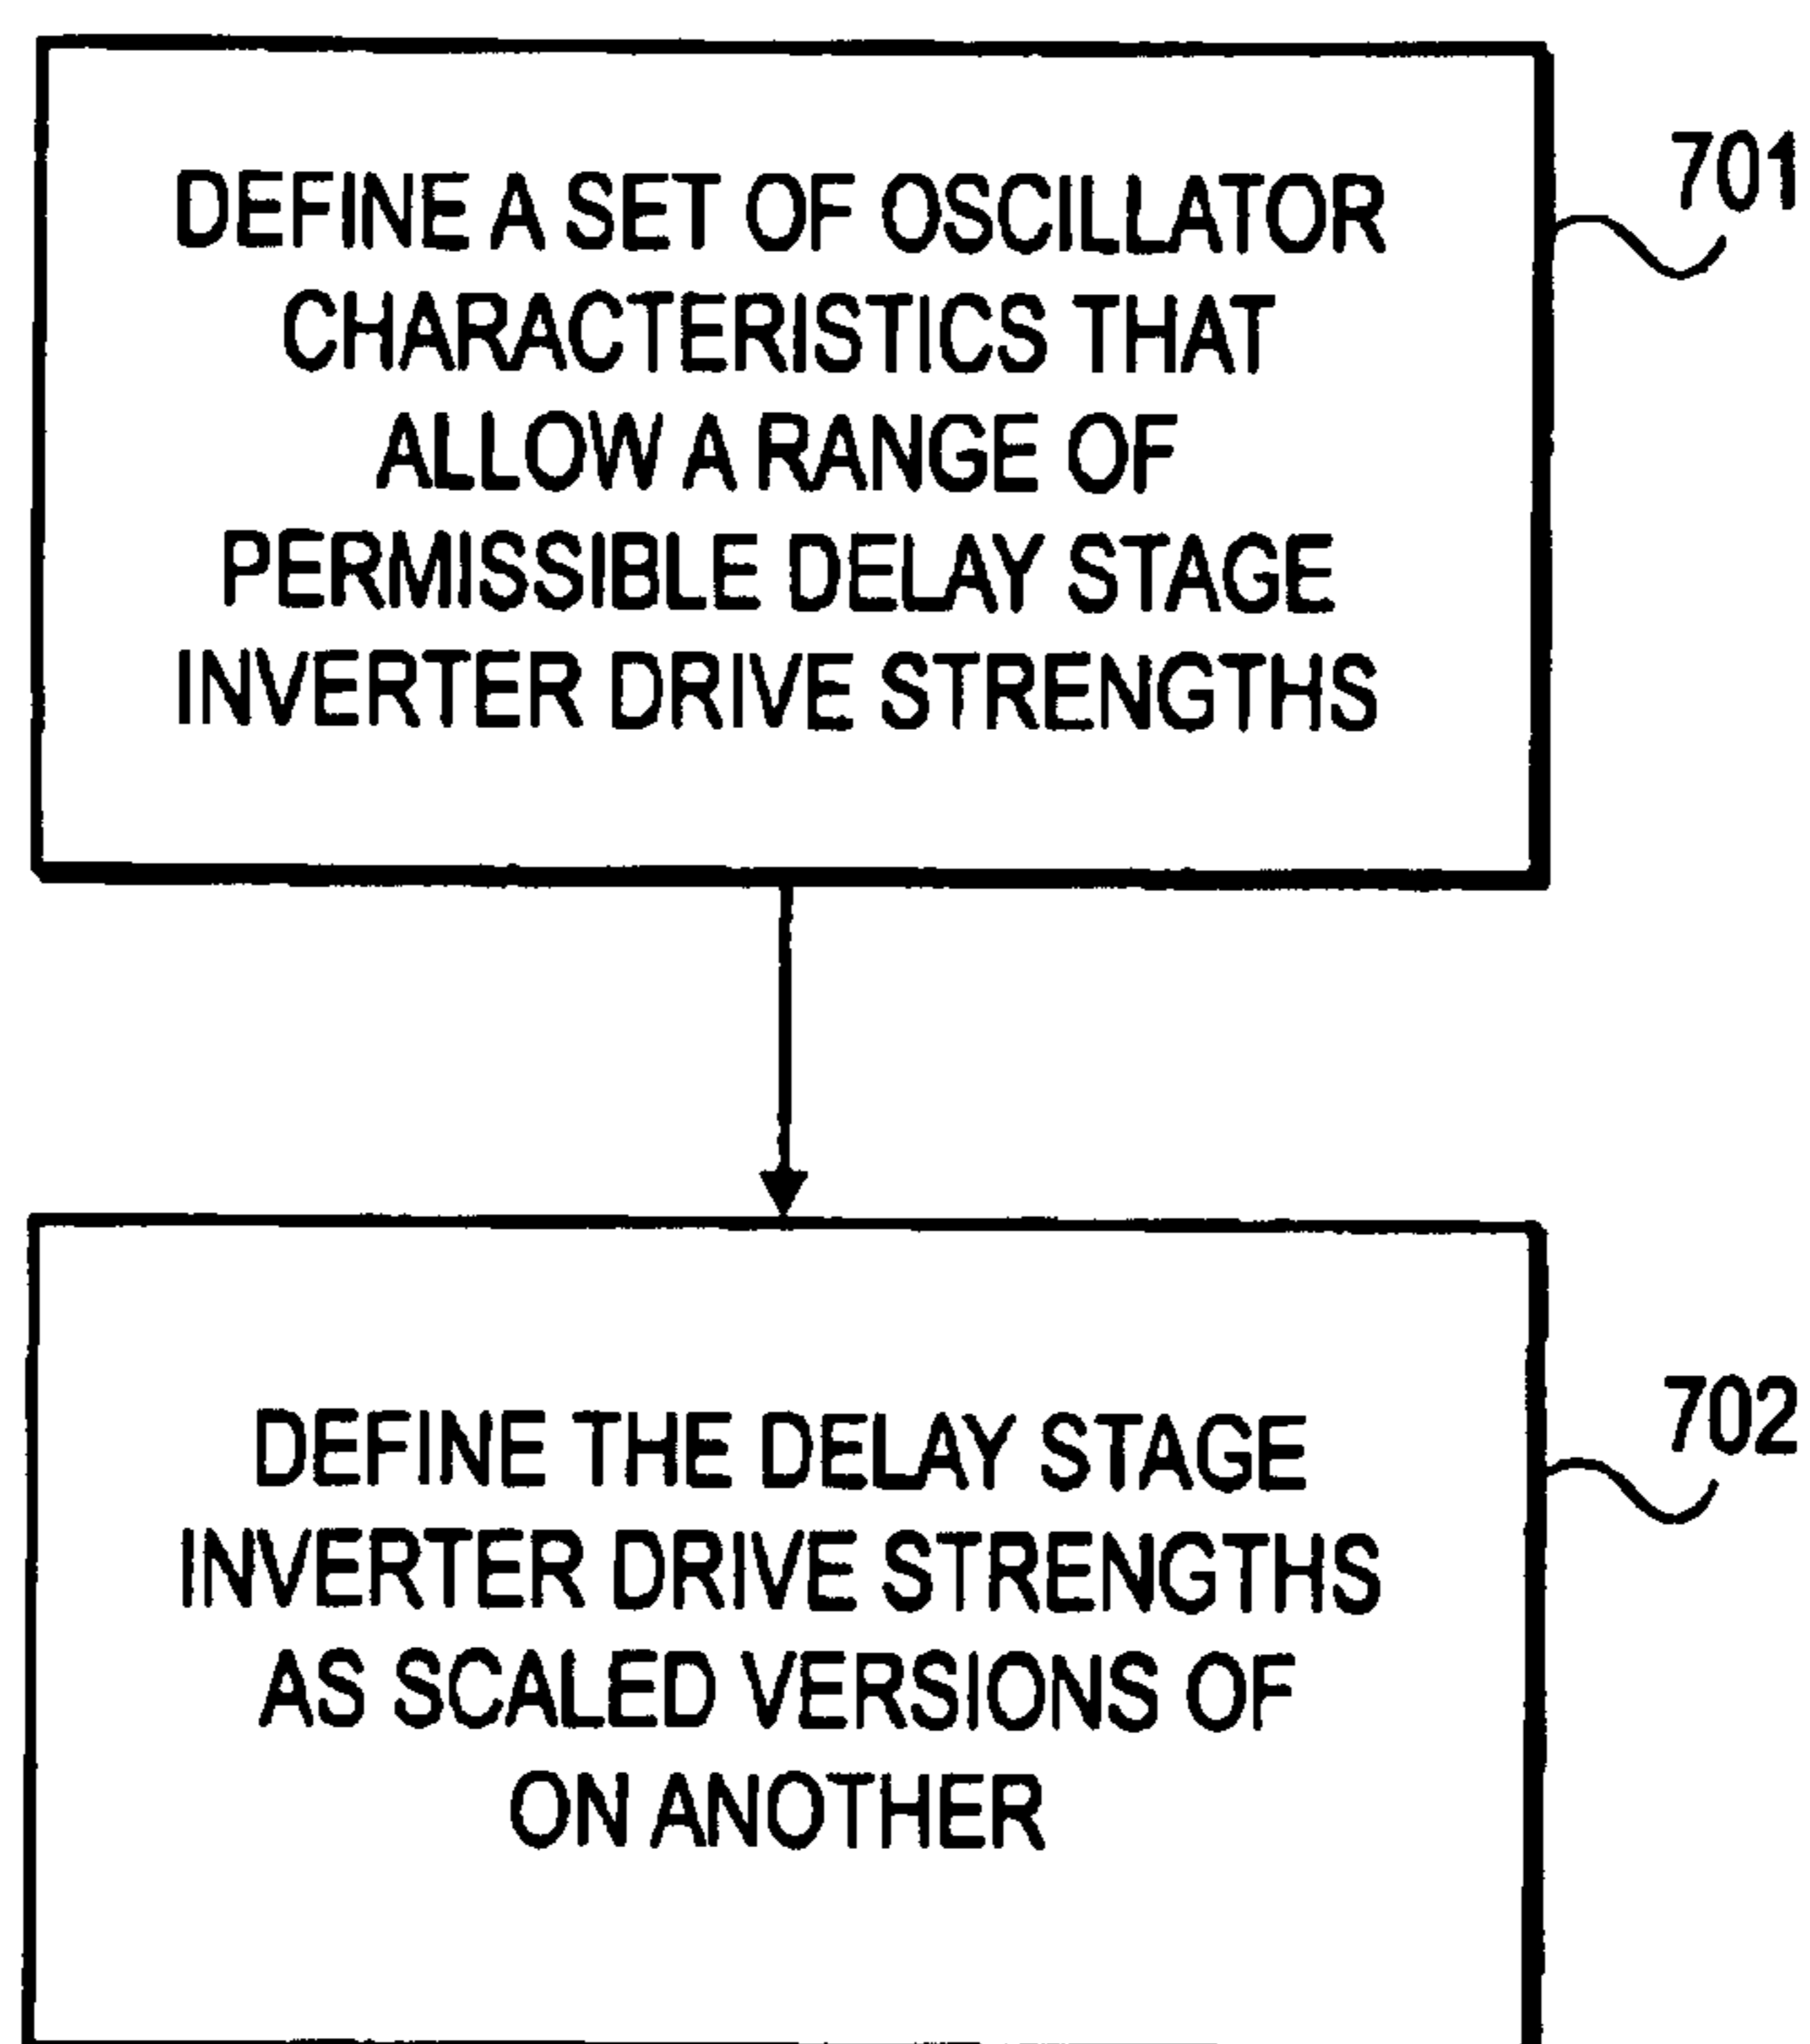 DEFINE A SET OF OSCILLATOR
CHARACTERISTICS THAT
ALLOW A RANGE OF
PERMISSIBLE DELAY STAGE
INVERTER DRIVE STRENGTHS
701
DEFINE THE DELAY STAGE
INVERTER DRIVE STRENGTHS
AS SCALED VERSIONS OF
ON ANOTHER
702